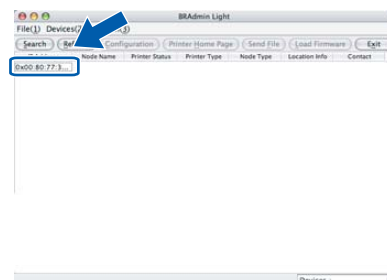 BRAdmin Light
File(1) Devices(
Search
Configuration Printer Home Page Send File Load Firmware Exit
Node Name Printer Status Printer Type Node Type Location Info Contact
0x00:80:77:3...
Devices :